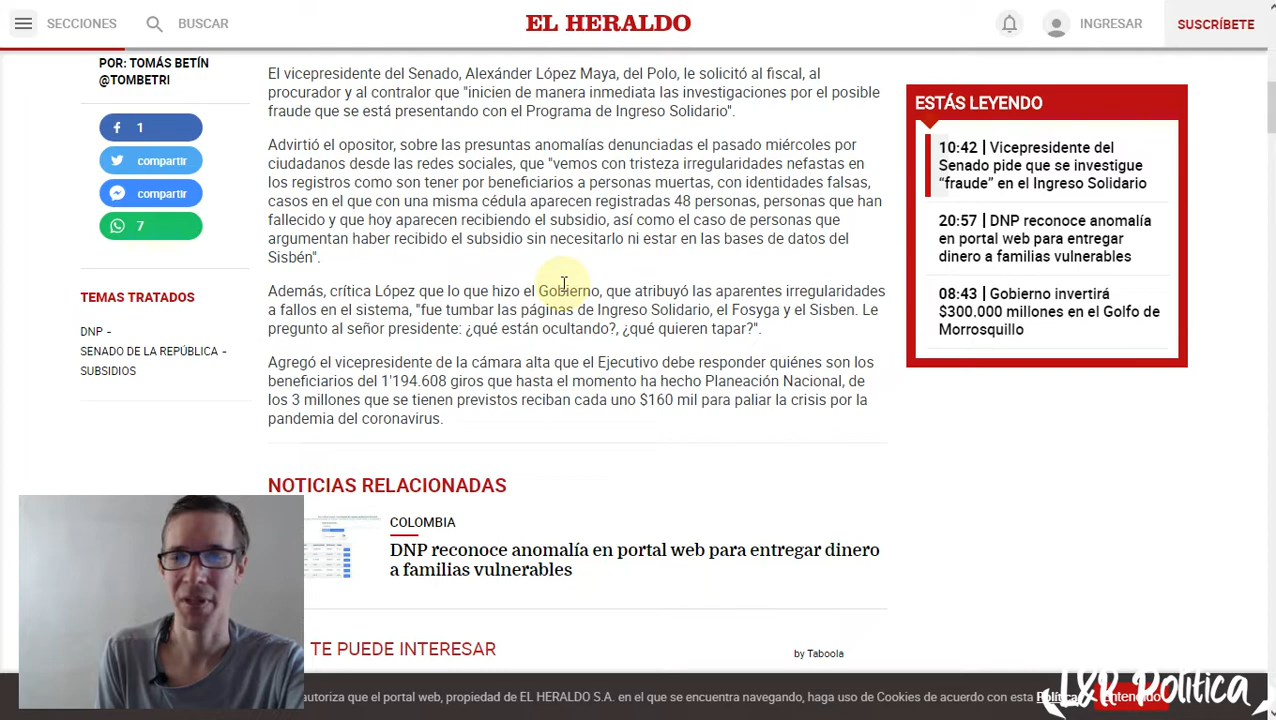 SECCIONES
BUSCAR
EL HERALDO
INGRESAR
SUSCRÍBETE
POR: TOMÁS BETÍN
@TOMBETRI
1
compartir
compartir
7
TEMAS TRATADOS
DNP -
SENADO DE LA REPÚBLICA -
SUBSIDIOS
El vicepresidente del Senado, Alexánder López Maya, del Polo, le solicitó al fiscal, al
procurador y al contralor que "inicien de manera inmediata las investigaciones por el posible
fraude que se está presentando con el Programa de Ingreso Solidario".
Advirtió el opositor, sobre las presuntas anomalías denunciadas el pasado miércoles por
ciudadanos desde las redes sociales, que "vemos con tristeza irregularidades nefastas en
los registros como son tener por beneficiarios a personas muertas, con identidades falsas,
casos en el que con una misma cédula aparecen registradas 48 personas, personas que han
fallecido y que hoy aparecen recibiendo el subsidio, así como el caso de personas que
argumentan haber recibido el subsidio sin necesitarlo ni estar en las bases de datos del
Sisbén".
Además, crítica López que lo que hizo el Gobierno, que atribuyó las aparentes irregularidades
a fallos en el sistema, "fue tumbar las páginas de Ingreso Solidario, el Fosyga y el Sisben. Le
pregunto al señor presidente: ¿qué están ocultando?, ¿qué quieren tapar?".
Agregó el vicepresidente de la cámara alta que el Ejecutivo debe responder quiénes son los
beneficiarios del 1'194.608 giros que hasta el momento ha hecho Planeación Nacional, de
los 3 millones que se tienen previstos reciban cada uno $160 mil para paliar la crisis por la
pandemia del coronavirus.
NOTICIAS RELACIONADAS
COLOMBIA
DNP reconoce anomalía en portal web para entregar dinero
a familias vulnerables
TE PUEDE INTERESAR
by Taboola
ESTÁS LEYENDO
10:42 | Vicepresidente del
Senado pide que se investigue
“fraude” en el Ingreso Solidario
20:57 | DNP reconoce anomalía
en portal web para entregar
dinero a familias vulnerables
08:43 | Gobierno invertirá
$300.000 millones en el Golfo de
Morrosquillo
autoriza que el portal web, propiedad de EL HERALDO S.A. en el que se encuentra navegando, haga uso de Cookies de acuerdo con esta Política
Entendido
L&R Política